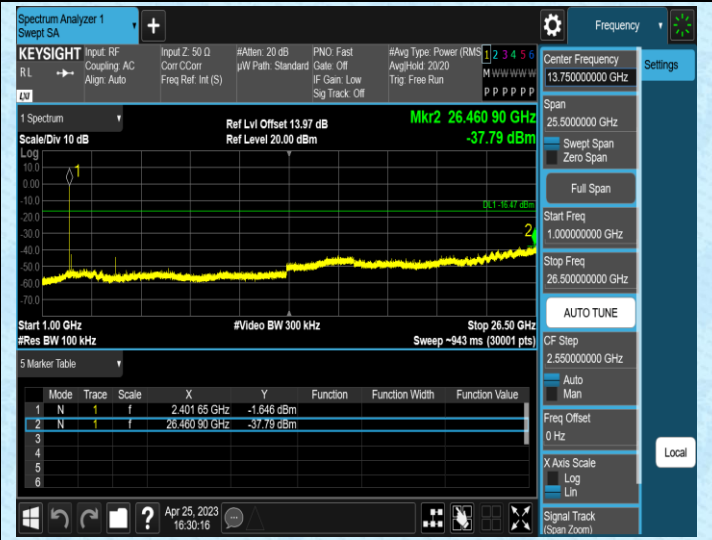 Spectrum Analyzer 1
Swept SA
+
Frequency
KEYSIGHT
RL
LXI
Input: RF
Coupling: AC
Align: Auto
Input Z: 50 Ω
Corr CCorr
Freq Ref: Int (S)
#Atten: 20 dB
µW Path: Standard
PNO: Fast
Gate: Off
IF Gain: Low
Sig Track: Off
#Avg Type: Power (RMS
Avg|Hold: 20/20
Trig: Free Run
1 2 3 4 5 6
M W W W W W
P P P P P P
1 Spectrum
Scale/Div 10 dB
Ref Lvl Offset 13.97 dB
Ref Level 20.00 dBm
Mkr2 26.460 90 GHz
-37.79 dBm
Log
10.0
0.00
-10.0
-20.0
-30.0
-40.0
-50.0
-60.0
-70.0
1
DL1 -16.47 dBm
2
Start 1.00 GHz
#Res BW 100 kHz
#Video BW 300 kHz
Stop 26.50 GHz
Sweep ~943 ms (30001 pts)
5 Marker Table
Mode Trace Scale X Y Function Function Width Function Value
1 N 1 f 2.401 65 GHz -1.646 dBm
2 N 1 f 26.460 90 GHz -37.79 dBm
3
4
5
6
Apr 25, 2023
16:30:16
?
Center Frequency
13.750000000 GHz
Span
25.5000000 GHz
Swept Span
Zero Span
Full Span
Start Freq
1.000000000 GHz
Stop Freq
26.500000000 GHz
AUTO TUNE
CF Step
2.550000000 GHz
Auto
Man
Freq Offset
0 Hz
X Axis Scale
Log
Lin
Signal Track
(Span Zoom)
Settings
Local